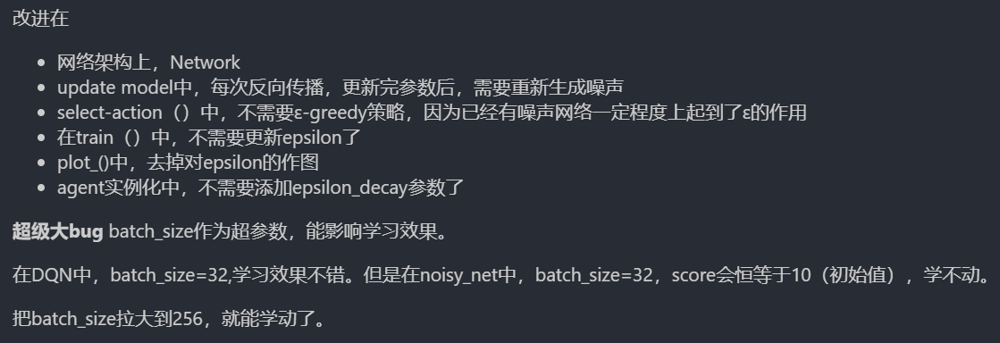 改进在
网络架构上，Network
update model中，每次反向传播，更新完参数后，需要重新生成噪声
select-action（）中，不需要ε-greedy策略，因为已经有噪声网络一定程度上起到了ε的作用
在train（）中，不需要更新epsilon了
plot_()中，去掉对epsilon的作图
agent实例化中，不需要添加epsilon_decay参数了
超级大bug batch_size作为超参数，能影响学习效果。
在DQN中，batch_size=32,学习效果不错。但是在noisy_net中，batch_size=32，score会恒等于10（初始值），学不动。
把batch_size拉大到256，就能学动了。